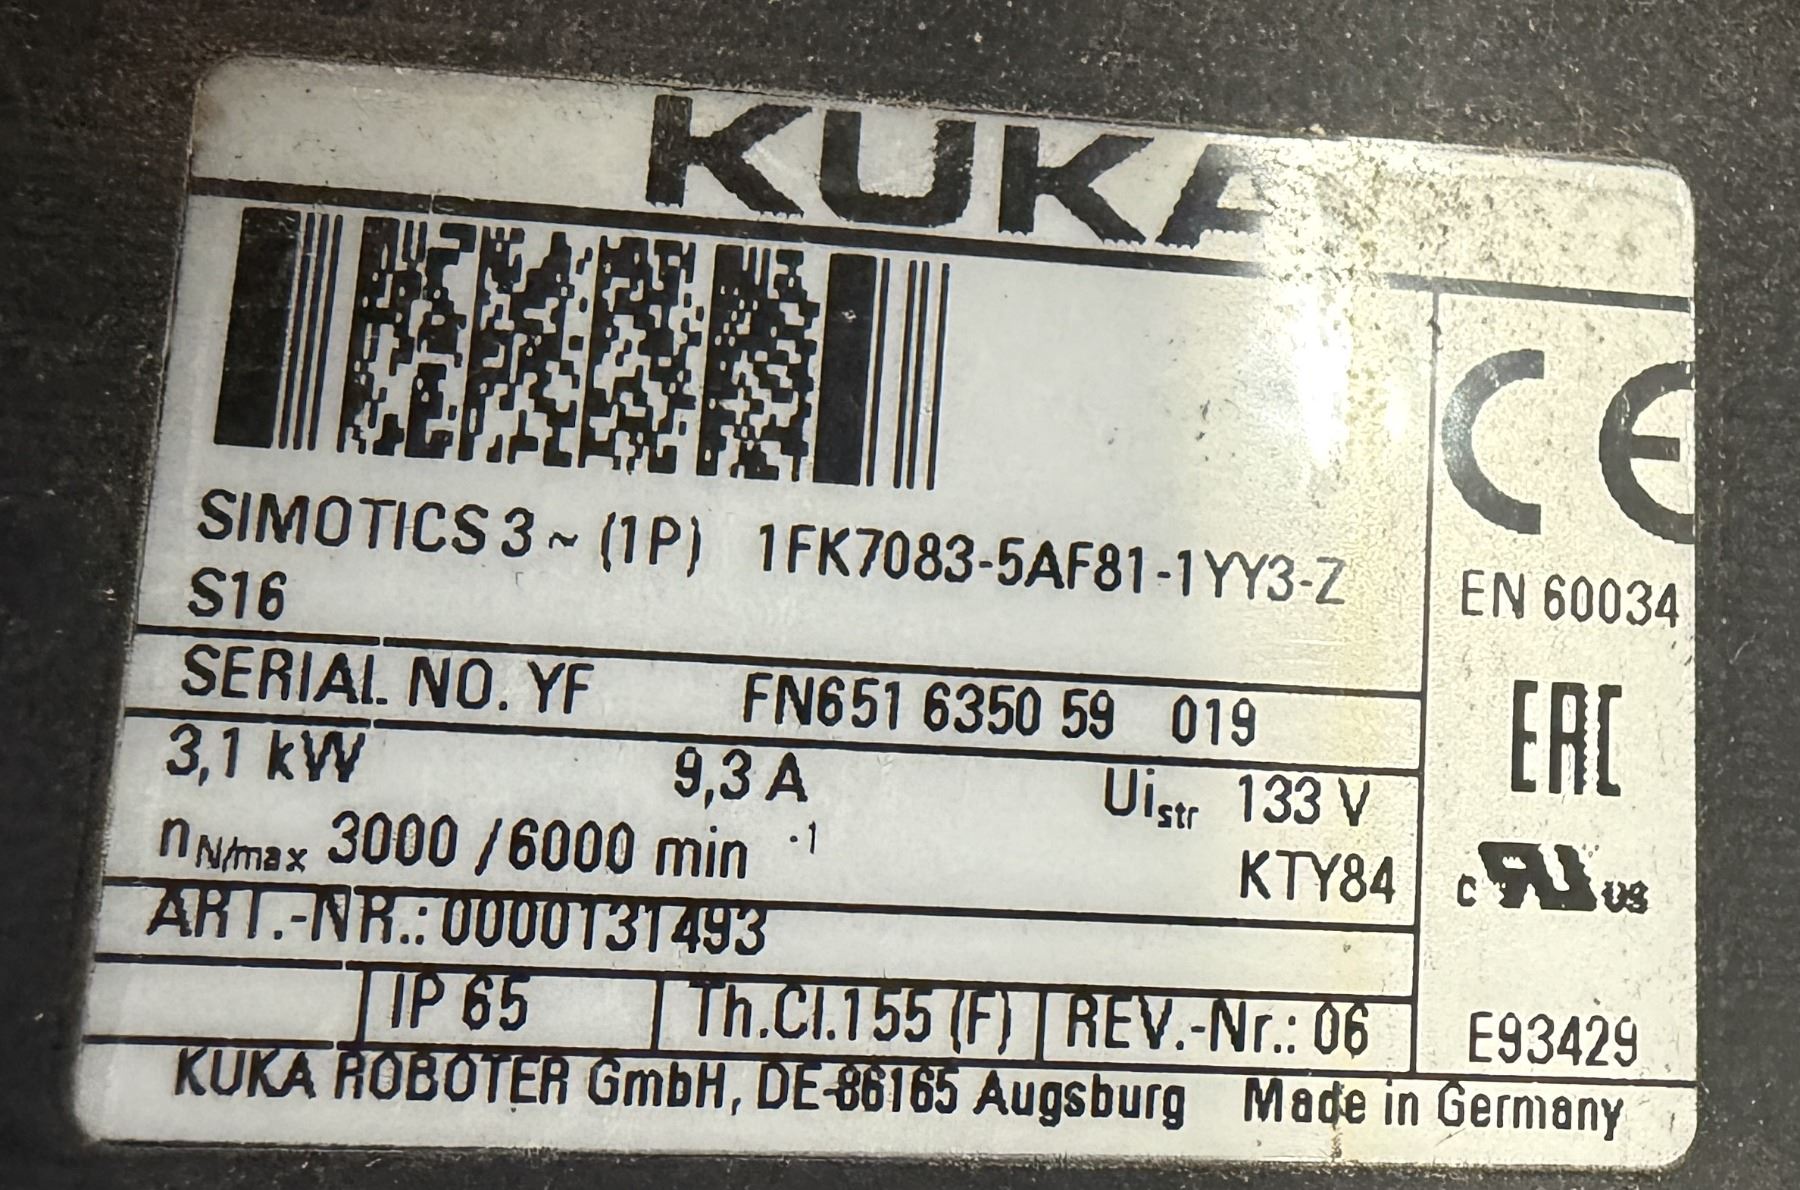 KUKA
SIMOTICS 3 ~ (1P) 1FK7083-5AF81-1YY3-Z
S16
SERIAL NO. YF FN651 6350 59 019
3,1 kW 9,3 A Uistr 133 V
nN/max 3000 / 6000 min -1 KTY84
ART.-NR.: 0000131493
IP 65 Th.Cl.155 (F) REV.-Nr.: 06
KUKA ROBOTER GmbH, DE-86165 Augsburg Made in Germany
CE
EN 60034
EAC
c RU us
E93429